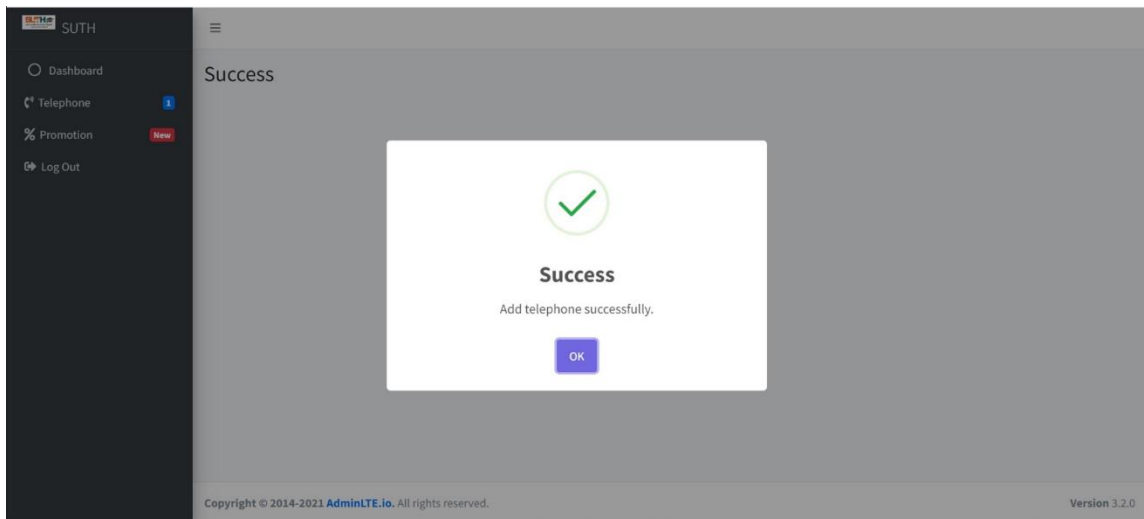 SUTH
Dashboard
Telephone 1
Promotion New
Log Out
Success
Success
Add telephone successfully.
OK
Copyright © 2014-2021 AdminLTE.io. All rights reserved.
Version 3.2.0